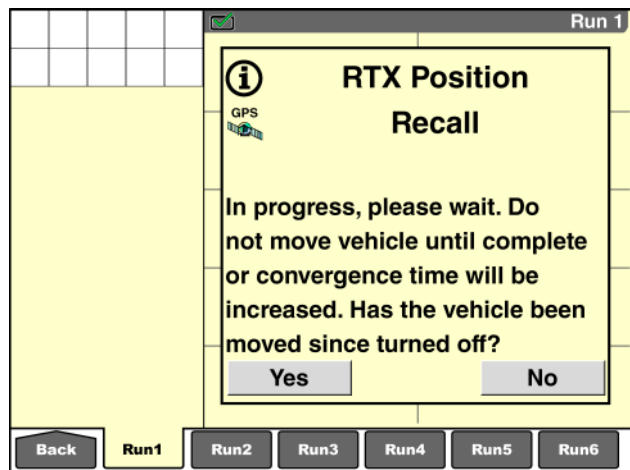 Run 1
RTX Position
GPS
Recall
In progress, please wait. Do
not move vehicle until complete
or convergence time will be
increased. Has the vehicle been
moved since turned off?
Yes No
Back Run1 Run2 Run3 Run4 Run5 Run6